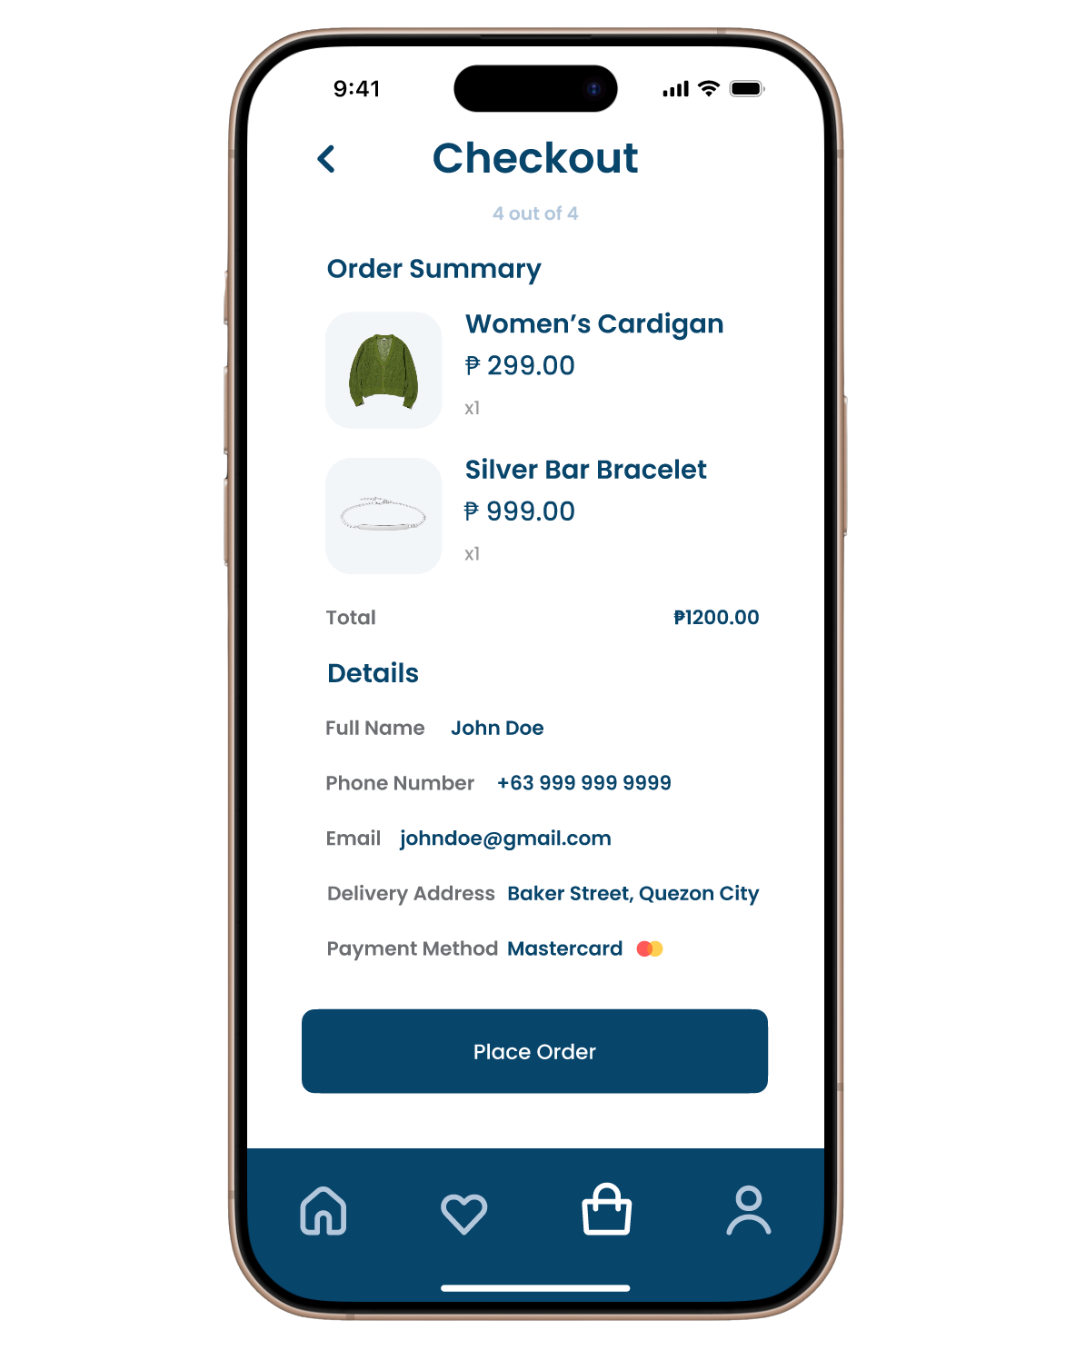 9:41
Checkout
4 out of 4
Order Summary
Women’s Cardigan
₱ 299.00
x1
Silver Bar Bracelet
₱ 999.00
x1
Total ₱1200.00
Details
Full Name John Doe
Phone Number +63 999 999 9999
Email johndoe@gmail.com
Delivery Address Baker Street, Quezon City
Payment Method Mastercard
Place Order